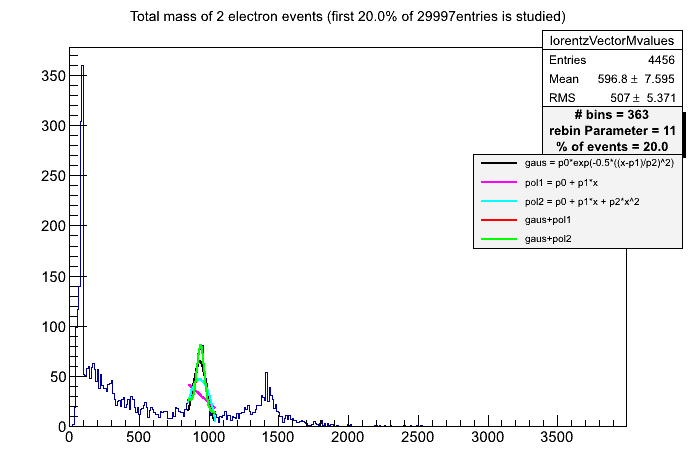 Total mass of 2 electron events (first 20.0% of 29997entries is studied)
lorentzVectorMvalues
Entries 4456
Mean 596.8 ± 7.595
RMS 507 ± 5.371
# bins = 363
rebin Parameter = 11
% of events = 20.0
gaus = p0*exp(-0.5*((x-p1)/p2)^2)
pol1 = p0 + p1*x
pol2 = p0 + p1*x + p2*x^2
gaus+pol1
gaus+pol2
350
300
250
200
150
100
50
0
0 500 1000 1500 2000 2500 3000 3500